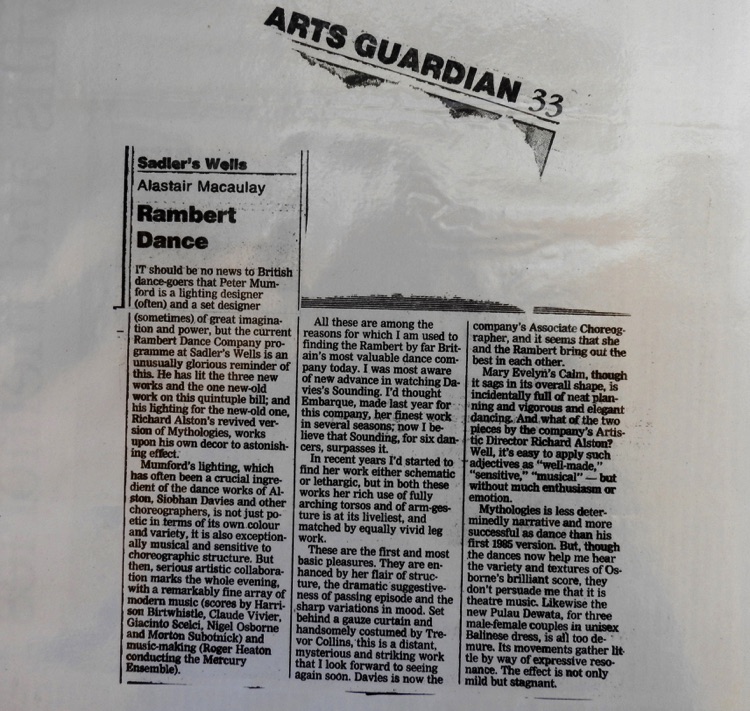 ARTS GUARDIAN 33
Sadler's Wells
Alastair Macaulay
Rambert
Dance
IT should be no news to British
dance-goers that Peter Mum-
ford is a lighting designer
(often) and a set designer
(sometimes) of great imagina-
tion and power, but the current
Rambert Dance Company pro-
gramme at Sadler's Wells is an
unusually glorious reminder of
this. He has lit the three new
works and the one new-old
work on this quintuple bill; and
his lighting for the new-old one,
Richard Alston's revived ver-
sion of Mythologies, works
upon his own decor to astonish-
ing effect.
Mumford's lighting, which
has often been a crucial ingre-
dient of the dance works of Al-
ston, Siobhan Davies and other
choreographers, is not just po-
etic in terms of its own colour
and variety, it is also exception-
ally musical and sensitive to
choreographic structure. But
then, serious artistic collabora-
tion marks the whole evening,
with a remarkably fine array of
modern music (scores by Harri-
son Birtwhistle, Claude Vivier,
Giacinto Scelci, Nigel Osborne
and Morton Subotnick) and
music-making (Roger Heaton
conducting the Mercury
Ensemble).
All these are among the
reasons for which I am used to
finding the Rambert by far Brit-
ain's most valuable dance com-
pany today. I was most aware
of new advance in watching Da-
vies's Sounding. I'd thought
Embarque, made last year for
this company, her finest work
in several seasons; now I be-
lieve that Sounding, for six dan-
cers, surpasses it.
In recent years I'd started to
find her work either schematic
or lethargic, but in both these
works her rich use of fully
arching torsos and of arm-ges-
ture is at its liveliest, and
matched by equally vivid leg
work.
These are the first and most
basic pleasures. They are en-
hanced by her flair of struc-
ture, the dramatic suggestive-
ness of passing episode and the
sharp variations in mood. Set
behind a gauze curtain and
handsomely costumed by Tre-
vor Collins, this is a distant,
mysterious and striking work
that I look forward to seeing
again soon. Davies is now the
company's Associate Choreog-
rapher, and it seems that she
and the Rambert bring out the
best in each other.
Mary Evelyn's Calm, though
it sags in its overall shape, is
incidentally full of neat plan-
ning and vigorous and elegant
dancing. And what of the two
pieces by the company's Artis-
tic Director Richard Alston?
Well, it's easy to apply such
adjectives as "well-made,"
"sensitive," "musical" — but
without much enthusiasm or
emotion.
Mythologies is less deter-
minedly narrative and more
successful as dance than his
first 1985 version. But, though
the dances now help me hear
the variety and textures of Os-
borne's brilliant score, they
don't persuade me that it is
theatre music. Likewise the
new Pulau Dewata, for three
male-female couples in unisex
Balinese dress, is all too de-
mure. Its movements gather lit-
tle by way of expressive reso-
nance. The effect is not only
mild but stagnant.